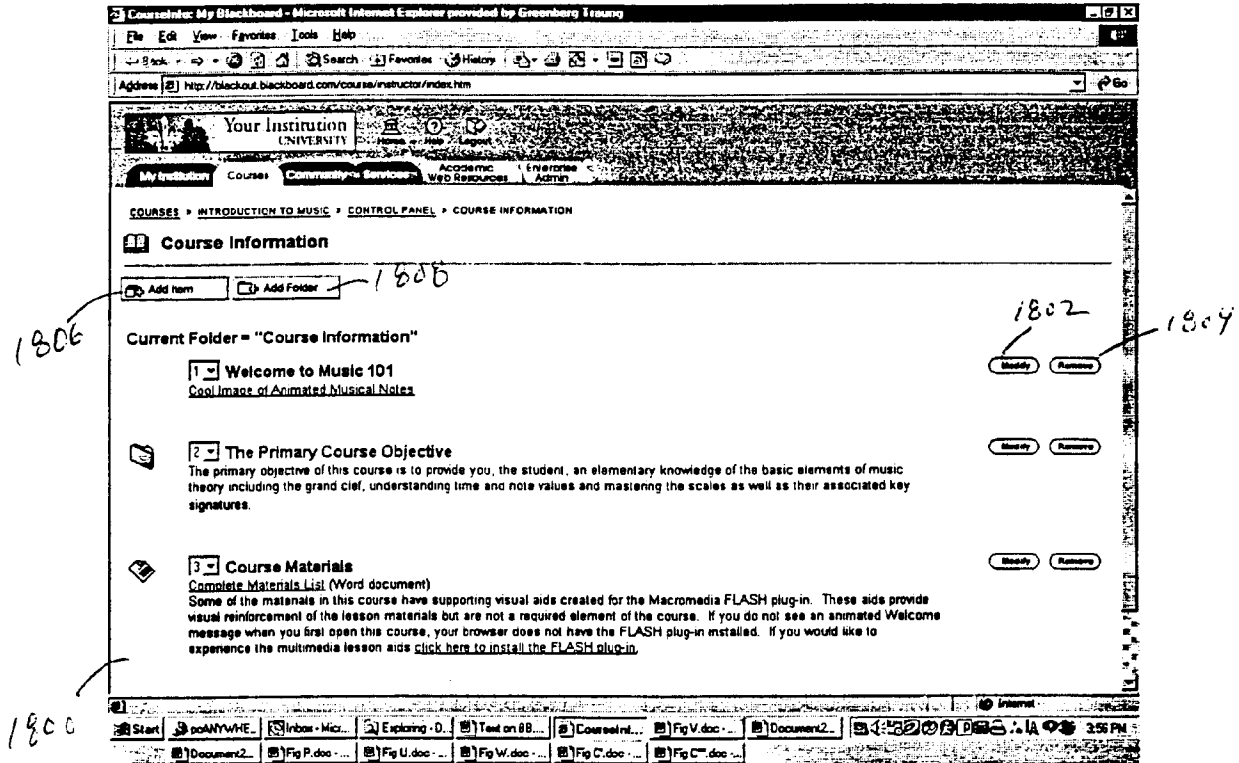 CourseInfo: My Blackboard - Microsoft Internet Explorer provided by Greenberg Traurig
File Edit View Favorites Tools Help
Back Search Favorites History
Address http://blackout.blackboard.com/course/instructor/index.htm Go
Your Institution
UNIVERSITY
Home Help Logout
My Institution Courses Community Services Academic Web Resources Enterprise Admin
COURSES > INTRODUCTION TO MUSIC > CONTROL PANEL > COURSE INFORMATION
Course Information
Add Item Add Folder 1808
1806
1802
1804
Current Folder = "Course Information"
1 Welcome to Music 101 Modify Remove
Cool Image of Animated Musical Notes
2 The Primary Course Objective Modify Remove
The primary objective of this course is to provide you, the student, an elementary knowledge of the basic elements of music
theory including the grand clef, understanding time and note values and mastering the scales as well as their associated key
signatures.
3 Course Materials Modify Remove
Complete Materials List (Word document)
Some of the materials in this course have supporting visual aids created for the Macromedia FLASH plug-in. These aids provide
visual reinforcement of the lesson materials but are not a required element of the course. If you do not see an animated Welcome
message when you first open this course, your browser does not have the FLASH plug-in installed. If you would like to
experience the multimedia lesson aids click here to install the FLASH plug-in.
1800
Internet
Start pcANYWHE... Inbox - Micr... Exploring - D... Text on BB... CourseInf... Fig V.doc -... Document2... 3:56 PM
Document2... Fig P.doc -... Fig U.doc -... Fig W.doc -... Fig C'.doc -... Fig C"".doc -...